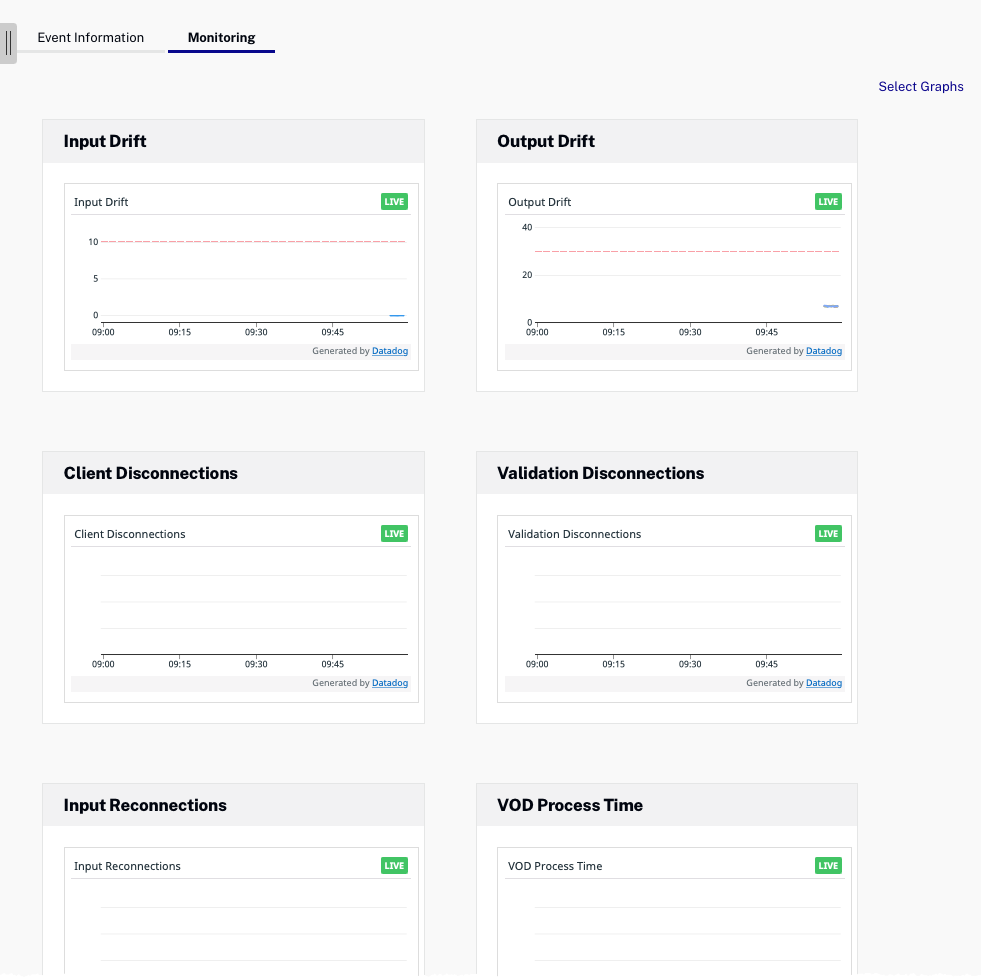 Event Information
Monitoring
Select Graphs
Input Drift
Input Drift
LIVE
10
5
0
09:00 09:15 09:30 09:45
Generated by Datadog
Output Drift
Output Drift
LIVE
40
20
0
09:00 09:15 09:30 09:45
Generated by Datadog
Client Disconnections
Client Disconnections
LIVE
09:00 09:15 09:30 09:45
Generated by Datadog
Validation Disconnections
Validation Disconnections
LIVE
09:00 09:15 09:30 09:45
Generated by Datadog
Input Reconnections
Input Reconnections
LIVE
VOD Process Time
VOD Process Time
LIVE